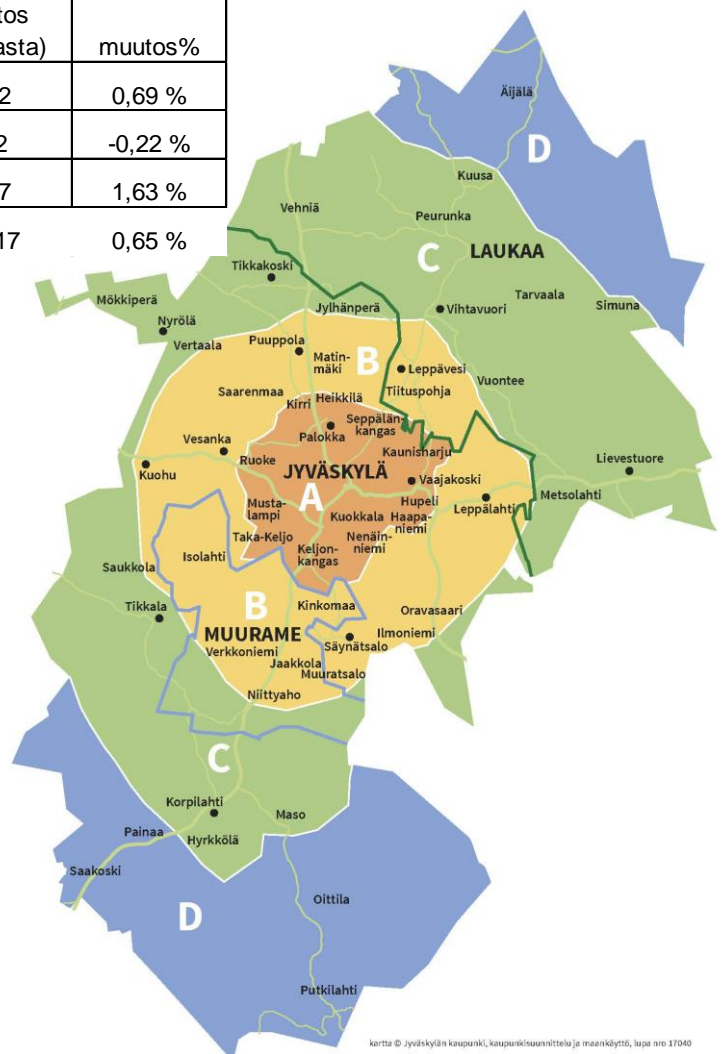 tos
asta)
muutos%
2
0,69 %
2
-0,22 %
7
1,63 %
17
0,65 %
Äijälä
D
Kuusa
Vehniä
Peurunka
C
LAUKAA
Tikkakoski
Tarvaala
Simuna
Mökkiperä
Jylhänperä
Vihtavuori
Nyrölä
Vertaala
Puuppola
Matin-
mäki
B
Leppävesi
Tiituspohja
Vuontee
Saarenmaa
Kirri
Heikkilä
Seppälän-
kangas
Palokka
Vesanka
Ruoke
Kaunisharju
Kuohu
JYVÄSKYLÄ
Vaajakoski
Lievestuore
A
Metsolahti
Musta-
lampi
Hupeli
Leppälahti
Kuokkala
Haapa-
niemi
Taka-Keljo
Nenäin-
niemi
Keljon-
kangas
Isolahti
Saukkola
B
Kinkomaa
Oravasaari
Tikkala
MUURAME
Ilmoniemi
Säynätsalo
Verkkoniemi
Jaakkola
Muuratsalo
Niittyaho
C
Korpilahti
Maso
Painaa
Hyrkkölä
Saakoski
Oittila
D
Putkilahti
kartta © Jyväskylän kaupunki, kaupunkisuunnittelu ja maankäyttö, lupa nro 17040